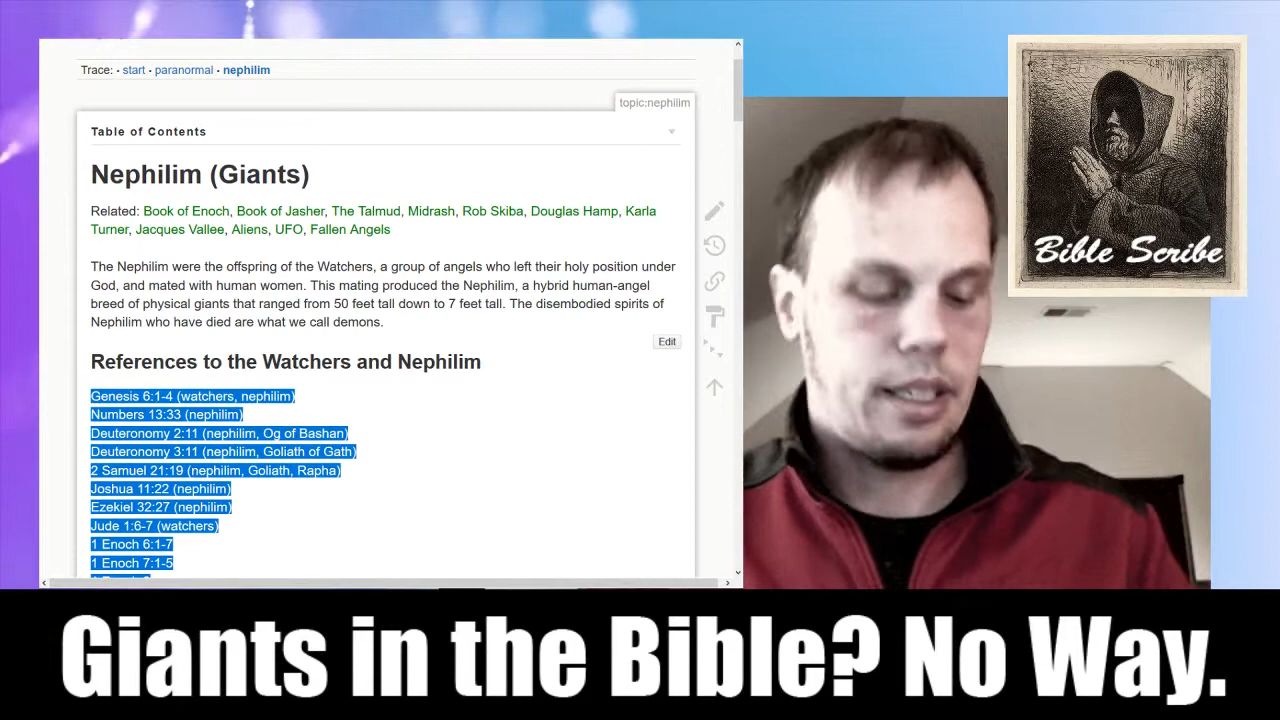 Trace: • start • paranormal • nephilim
topic:nephilim
Table of Contents
Nephilim (Giants)
Related: Book of Enoch, Book of Jasher, The Talmud, Midrash, Rob Skiba, Douglas Hamp, Karla
Turner, Jacques Vallee, Aliens, UFO, Fallen Angels
The Nephilim were the offspring of the Watchers, a group of angels who left their holy position under
God, and mated with human women. This mating produced the Nephilim, a hybrid human-angel
breed of physical giants that ranged from 50 feet tall down to 7 feet tall. The disembodied spirits of
Nephilim who have died are what we call demons.
Edit
References to the Watchers and Nephilim
Genesis 6:1-4 (watchers, nephilim)
Numbers 13:33 (nephilim)
Deuteronomy 2:11 (nephilim, Og of Bashan)
Deuteronomy 3:11 (nephilim, Goliath of Gath)
2 Samuel 21:19 (nephilim, Goliath, Rapha)
Joshua 11:22 (nephilim)
Ezekiel 32:27 (nephilim)
Jude 1:6-7 (watchers)
1 Enoch 6:1-7
1 Enoch 7:1-5
Bible Scribe
Giants in the Bible? No Way.